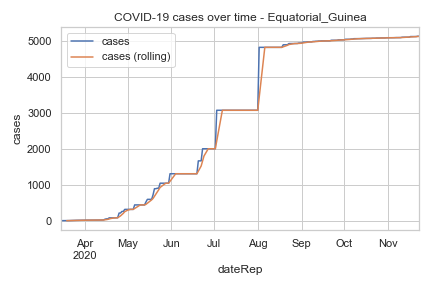 COVID-19 cases over time - Equatorial_Guinea
cases
cases (rolling)
5000
4000
3000
2000
1000
0
cases
Apr
2020
May
Jun
Jul
Aug
Sep
Oct
Nov
dateRep